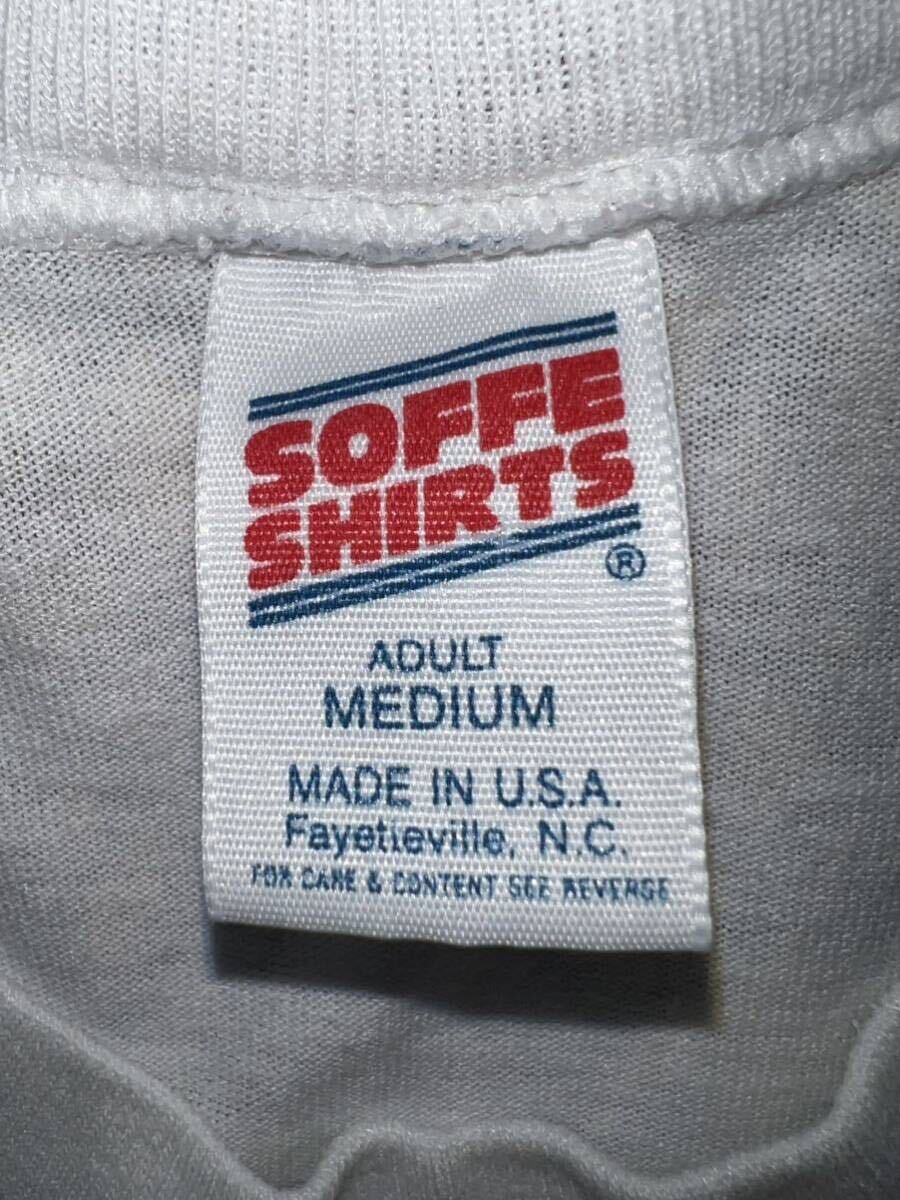 SOFFE
SHIRTS
®
ADULT
MEDIUM
MADE IN U.S.A.
Fayetteville, N.C.
FOR CARE & CONTENT SEE REVERSE